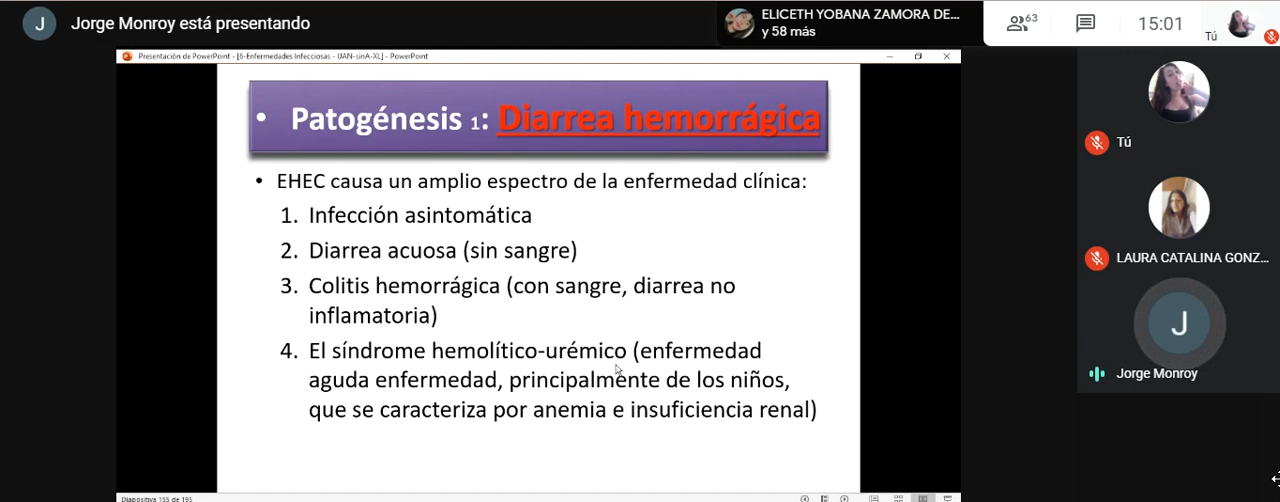 J
Jorge Monroy está presentando
ELICETH YOBANA ZAMORA DE...
y 58 más
63
15:01
Tú
Presentación de PowerPoint - [6-Enfermedades Infecciosas - UAN-sinA-XL] - PowerPoint
• Patogénesis 1: Diarrea hemorrágica
• EHEC causa un amplio espectro de la enfermedad clínica:
1. Infección asintomática
2. Diarrea acuosa (sin sangre)
3. Colitis hemorrágica (con sangre, diarrea no
inflamatoria)
4. El síndrome hemolítico-urémico (enfermedad
aguda enfermedad, principalmente de los niños,
que se caracteriza por anemia e insuficiencia renal)
Diapositiva 155 de 195
Tú
LAURA CATALINA GONZ...
J
Jorge Monroy